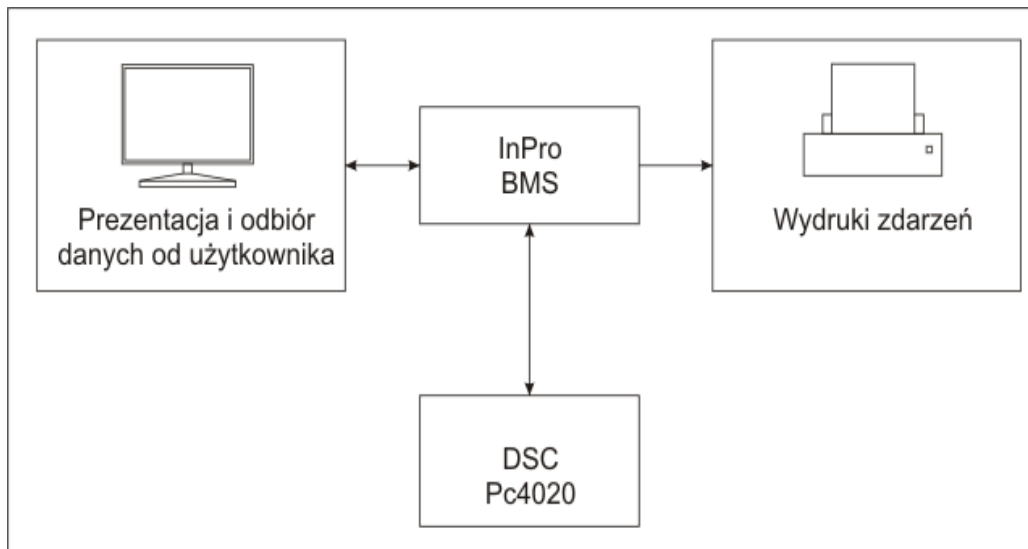 Prezentacja i odbiór
danych od użytkownika
InPro
BMS
Wydruki zdarzeń
DSC
Pc4020